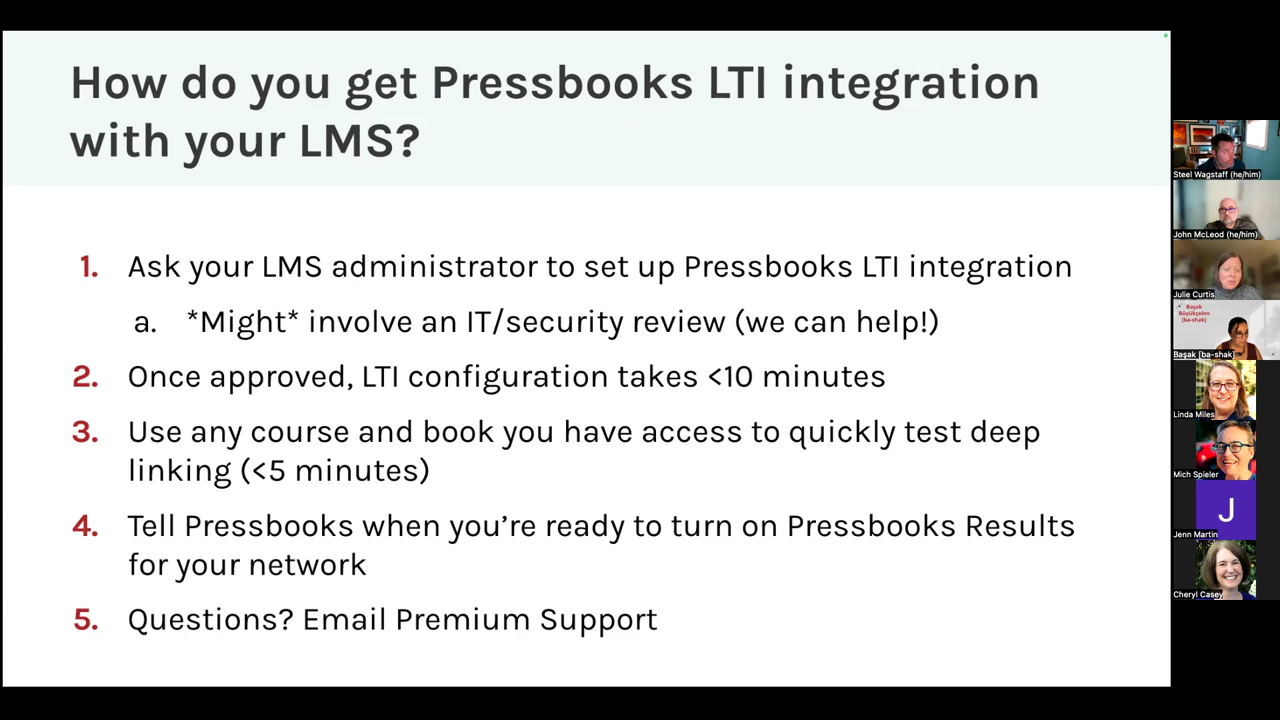 How do you get Pressbooks LTI integration
with your LMS?
1. Ask your LMS administrator to set up Pressbooks LTI integration
a. *Might* involve an IT/security review (we can help!)
2. Once approved, LTI configuration takes <10 minutes
3. Use any course and book you have access to quickly test deep
linking (<5 minutes)
4. Tell Pressbooks when you’re ready to turn on Pressbooks Results
for your network
5. Questions? Email Premium Support
Steel Wagstaff (he/him)
John McLeod (he/him)
Julie Curtis
Başak
Büyükçelen
[ba-shak]
Başak [ba-shak]
Linda Miles
Mich Spieler
J
Jenn Martin
Cheryl Casey